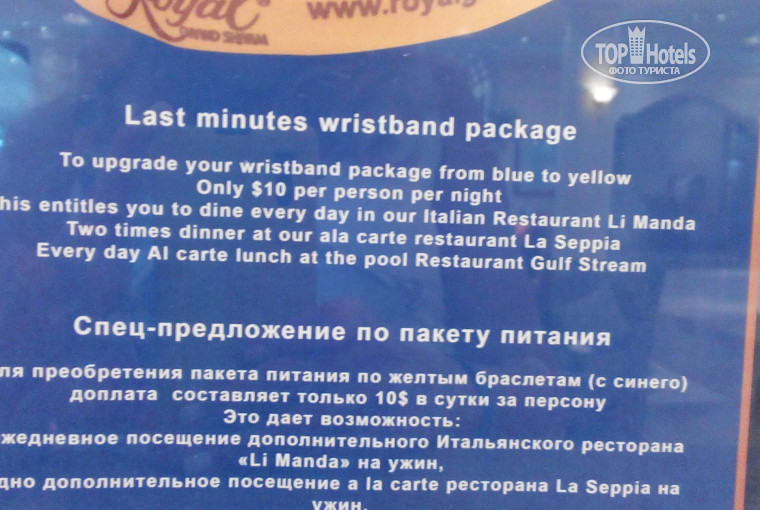 Royal
GRAND SHARM
www.royalg
TOP Hotels
ФОТО ТУРИСТА
Last minutes wristband package
To upgrade your wristband package from blue to yellow
Only $10 per person per night
his entitles you to dine every day in our Italian Restaurant Li Manda
Two times dinner at our ala carte restaurant La Seppia
Every day Al carte lunch at the pool Restaurant Gulf Stream
Спец-предложение по пакету питания
ля преобретения пакета питания по желтым браслетам (с синего)
доплата составляет только 10$ в сутки за персону
Это дает возможность:
жедневное посещение дополнительного Итальянского ресторана
«Li Manda» на ужин,
дно дополнительное посещение a la carte ресторана La Seppia на
ужин.